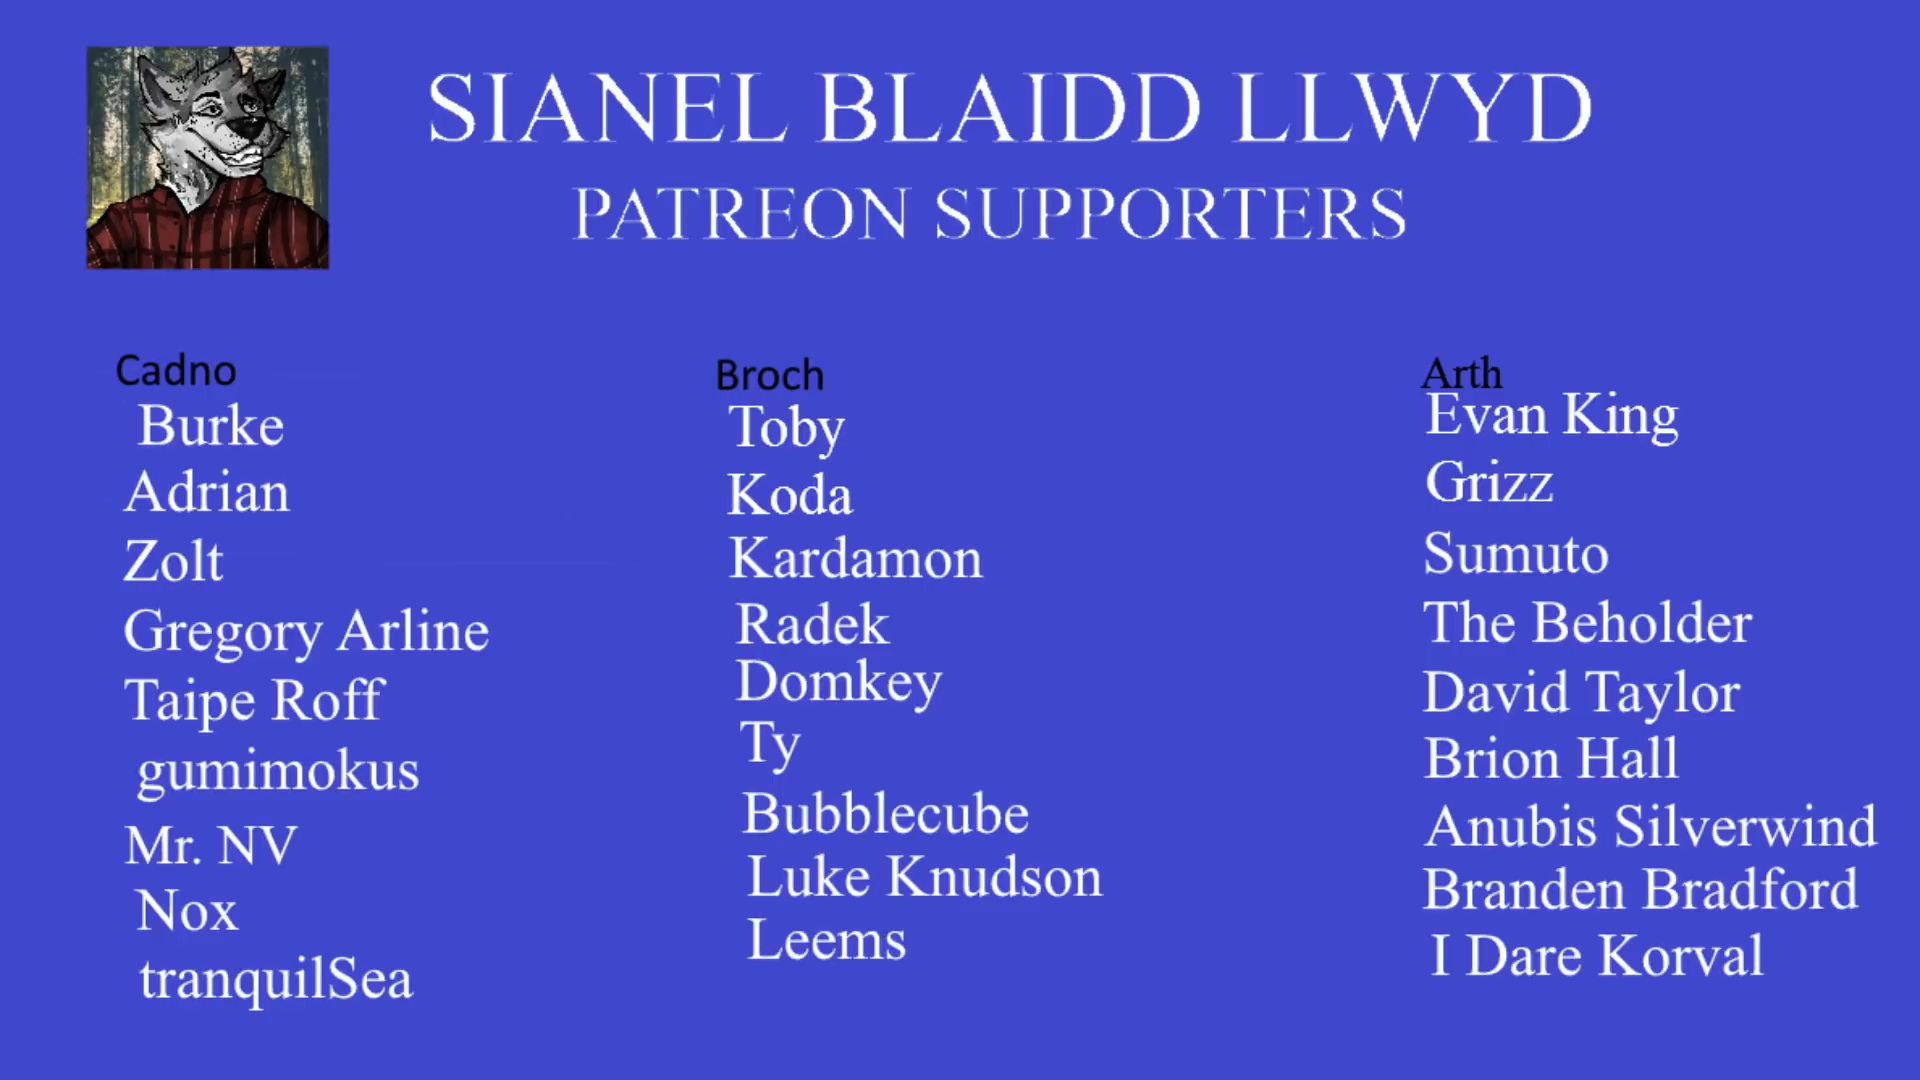 SIANEL BLAIDD LLWYD
PATREON SUPPORTERS
Cadno
Burke
Adrian
Zolt
Gregory Arline
Taipe Roff
gumimokus
Mr. NV
Nox
tranquilSea
Broch
Toby
Koda
Kardamon
Radek
Domkey
Ty
Bubblecube
Luke Knudson
Leems
Arth
Evan King
Grizz
Sumuto
The Beholder
David Taylor
Brion Hall
Anubis Silverwind
Branden Bradford
I Dare Korval